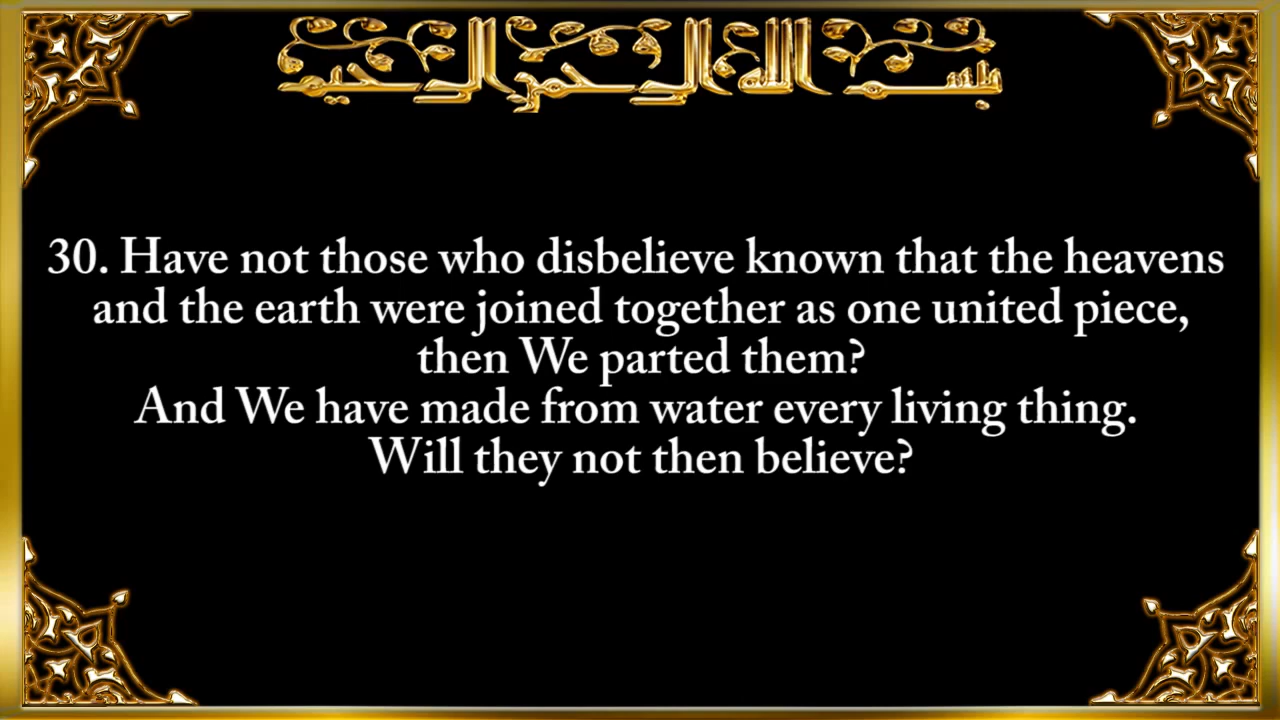 بسم الله الرحمن الرحيم
30. Have not those who disbelieve known that the heavens
and the earth were joined together as one united piece,
then We parted them?
And We have made from water every living thing.
Will they not then believe?